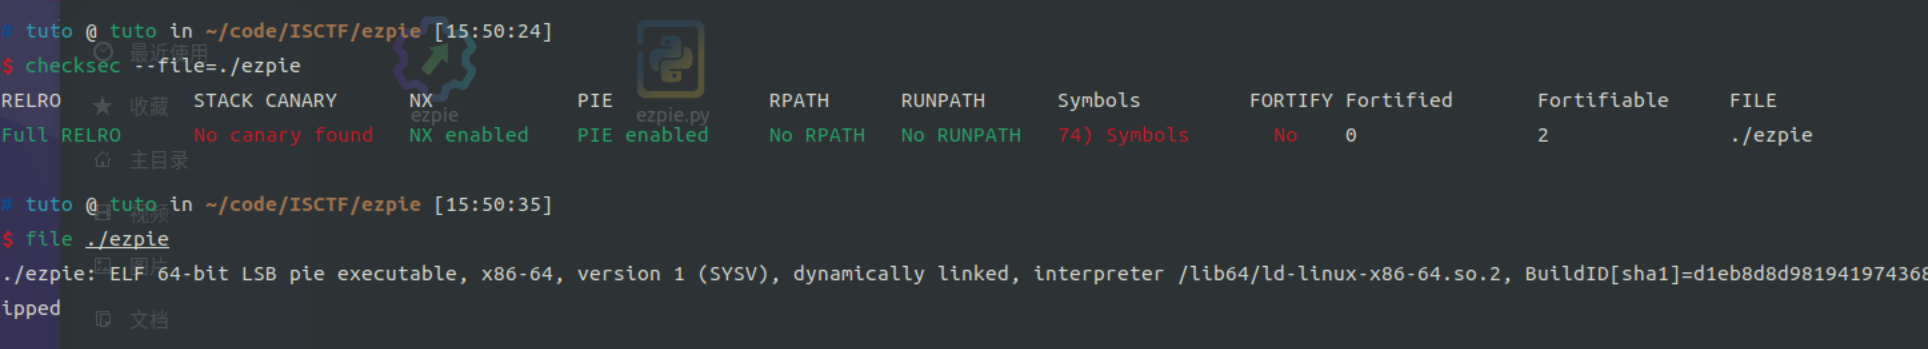 # tuto @ tuto in ~/code/ISCTF/ezpie [15:50:24]
最近使用
$ checksec --file=./ezpie
RELRO STACK CANARY NX PIE RPATH RUNPATH Symbols FORTIFY Fortified Fortifiable FILE
收藏
ezpie ezpie.py
Full RELRO No canary found NX enabled PIE enabled No RPATH No RUNPATH 74) Symbols No 0 2 ./ezpie
主目录
# tuto @ tuto in ~/code/ISCTF/ezpie [15:50:35]
视频
$ file ./ezpie
图片
./ezpie: ELF 64-bit LSB pie executable, x86-64, version 1 (SYSV), dynamically linked, interpreter /lib64/ld-linux-x86-64.so.2, BuildID[sha1]=d1eb8d8d981941974368
ipped
文档